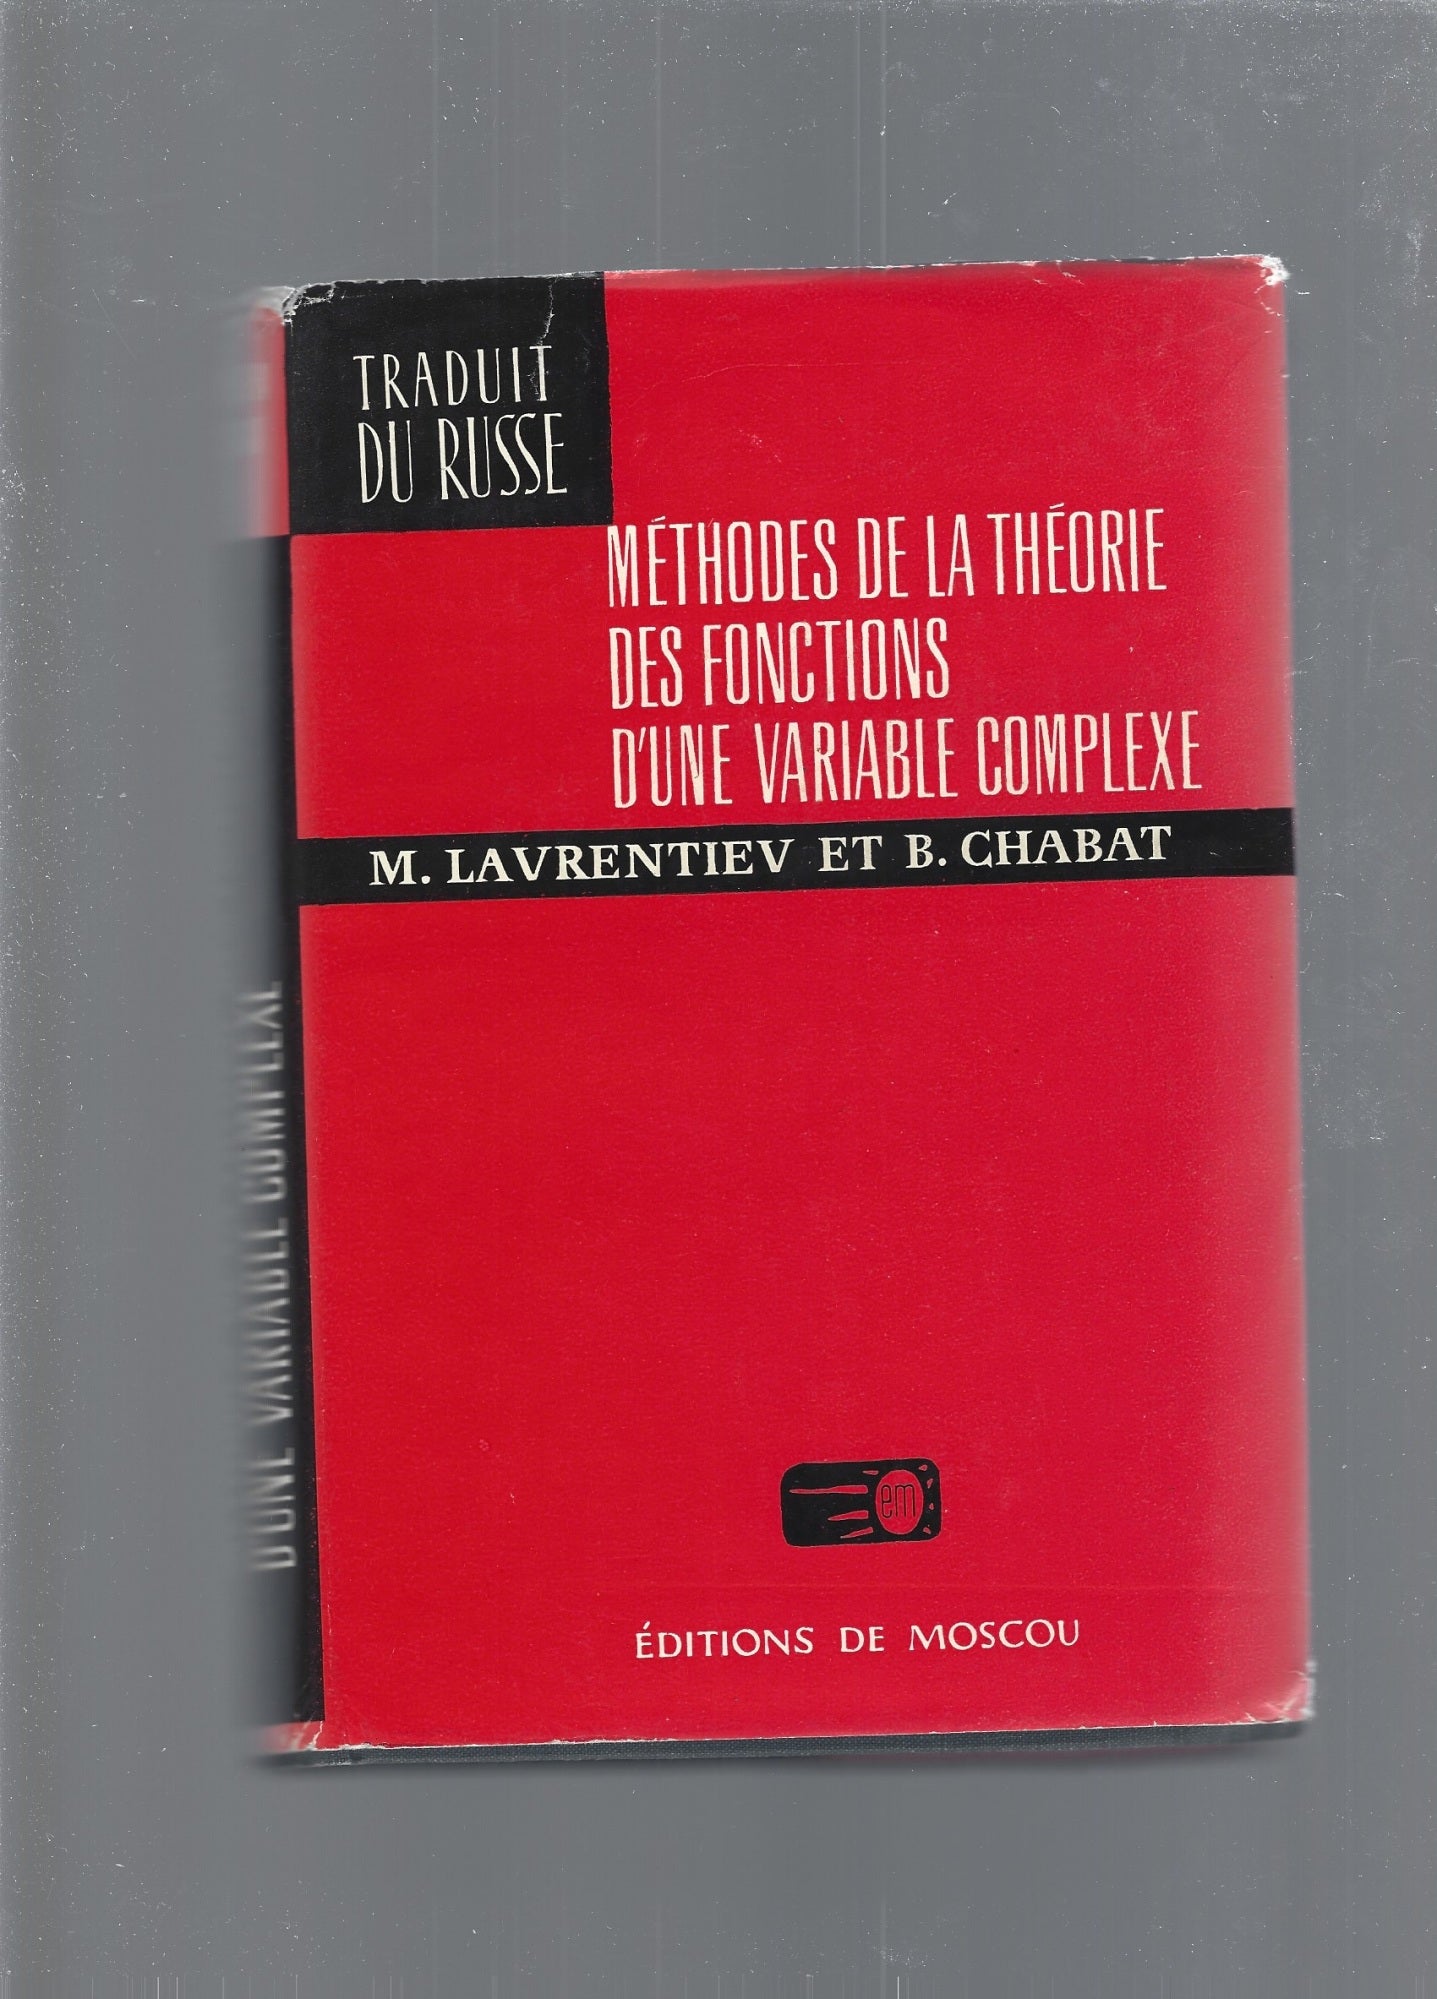 TRADUIT
DU RUSSE
MÉTHODES DE LA THÉORIE
DES FONCTIONS
D'UNE VARIABLE COMPLEXE
M. LAVRENTIEV ET B. CHABAT
em
ÉDITIONS DE MOSCOU
D'UNE VARIABLE COMPLEXE